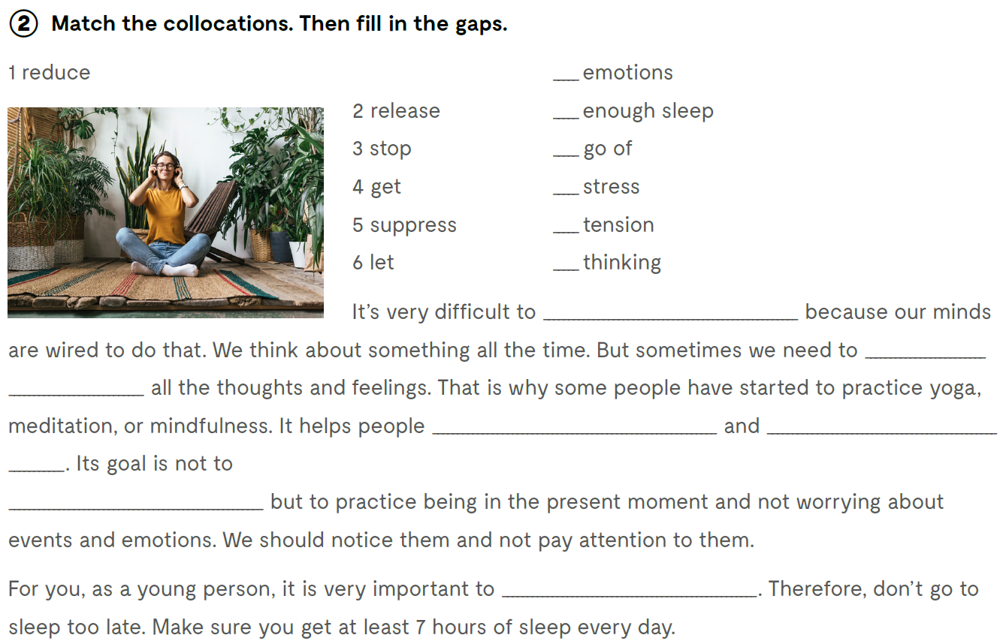 2 Match the collocations. Then fill in the gaps.
1 reduce ___ emotions
2 release ___ enough sleep
3 stop ___ go of
4 get ___ stress
5 suppress ___ tension
6 let ___ thinking
It's very difficult to ______________________ because our minds
are wired to do that. We think about something all the time. But sometimes we need to ___________
____________ all the thoughts and feelings. That is why some people have started to practice yoga,
meditation, or mindfulness. It helps people _________________________ and ____________________
_____. Its goal is not to
______________________ but to practice being in the present moment and not worrying about
events and emotions. We should notice them and not pay attention to them.
For you, as a young person, it is very important to ______________________. Therefore, don't go to
sleep too late. Make sure you get at least 7 hours of sleep every day.